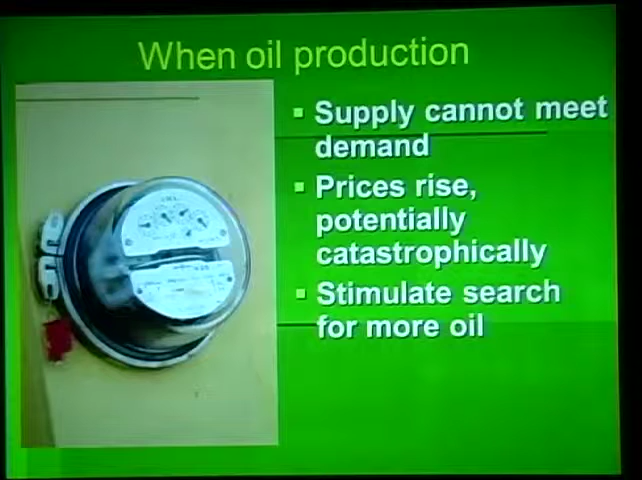 When oil production
▪ Supply cannot meet
demand
▪ Prices rise,
potentially
catastrophically
▪ Stimulate search
for more oil